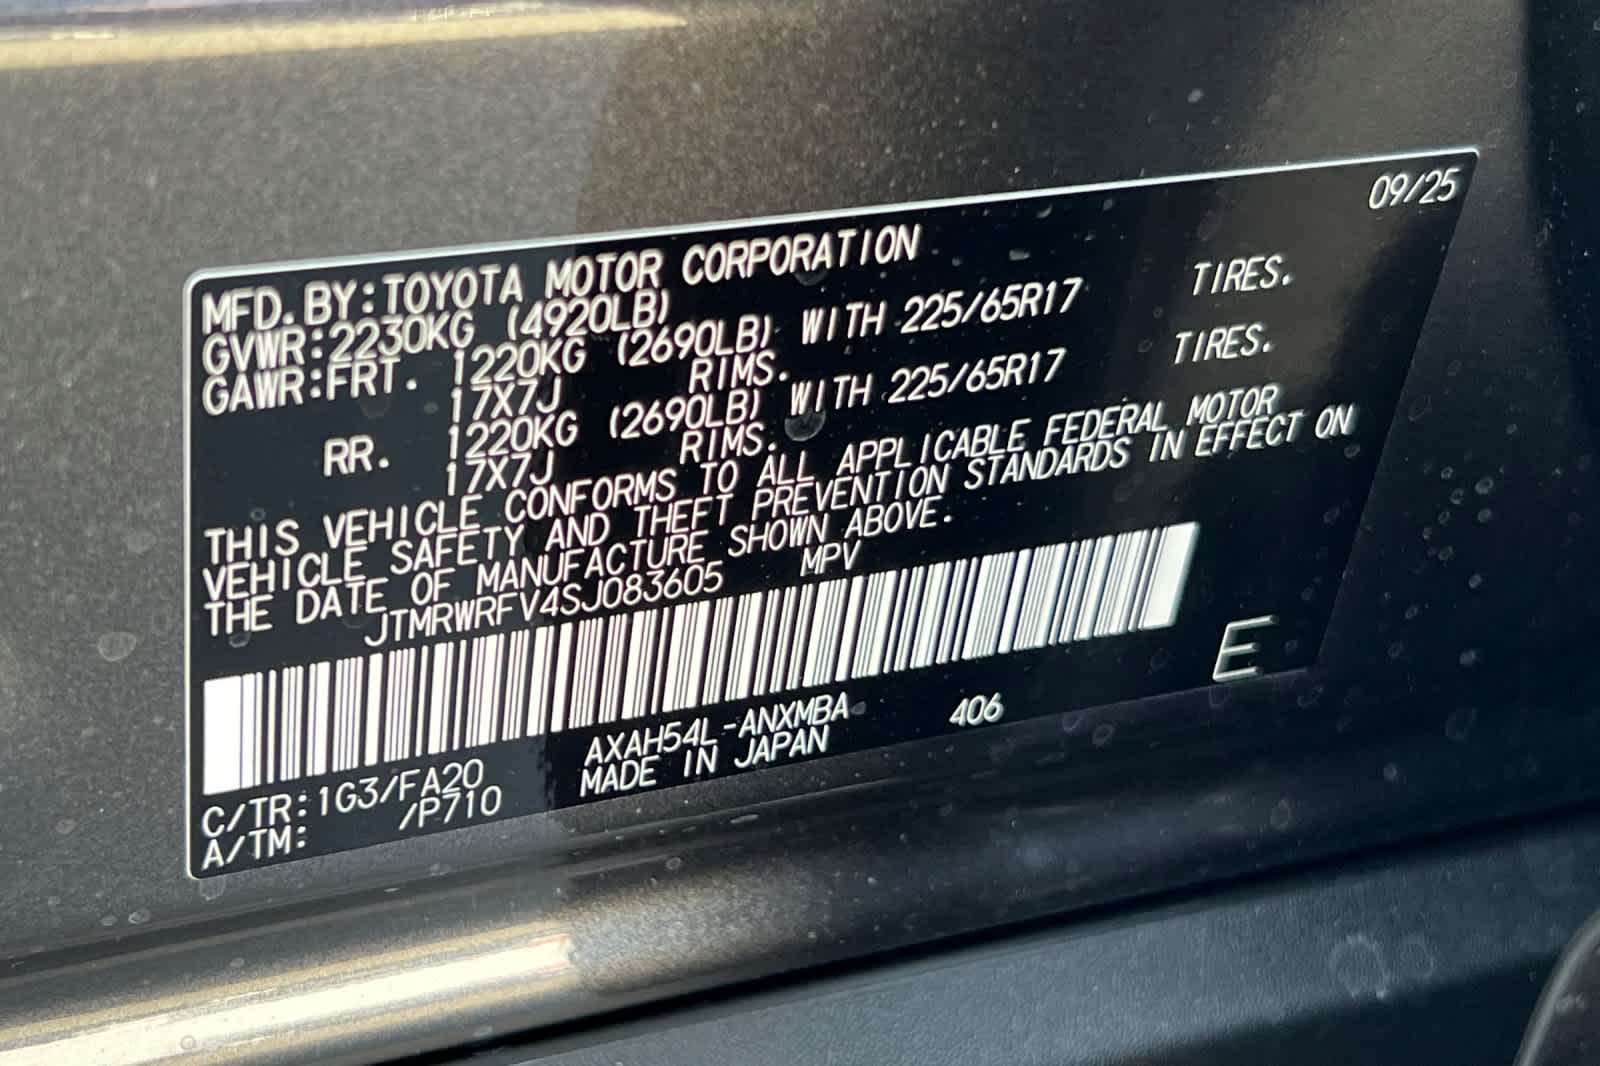 09/25
MFD.BY:TOYOTA MOTOR CORPORATION
GVWR:2230KG (4920LB)
GAWR:FRT. 1220KG (2690LB) WITH 225/65R17 TIRES.
17X7J RIMS.
RR. 1220KG (2690LB) WITH 225/65R17 TIRES.
17X7J RIMS.
THIS VEHICLE CONFORMS TO ALL APPLICABLE FEDERAL MOTOR
VEHICLE SAFETY AND THEFT PREVENTION STANDARDS IN EFFECT ON
THE DATE OF MANUFACTURE SHOWN ABOVE.
JTMRWRFV4SJ083605 MPV
E
AXAH54L-ANXMBA 406
MADE IN JAPAN
C/TR:1G3/FA20
A/TM: /P710